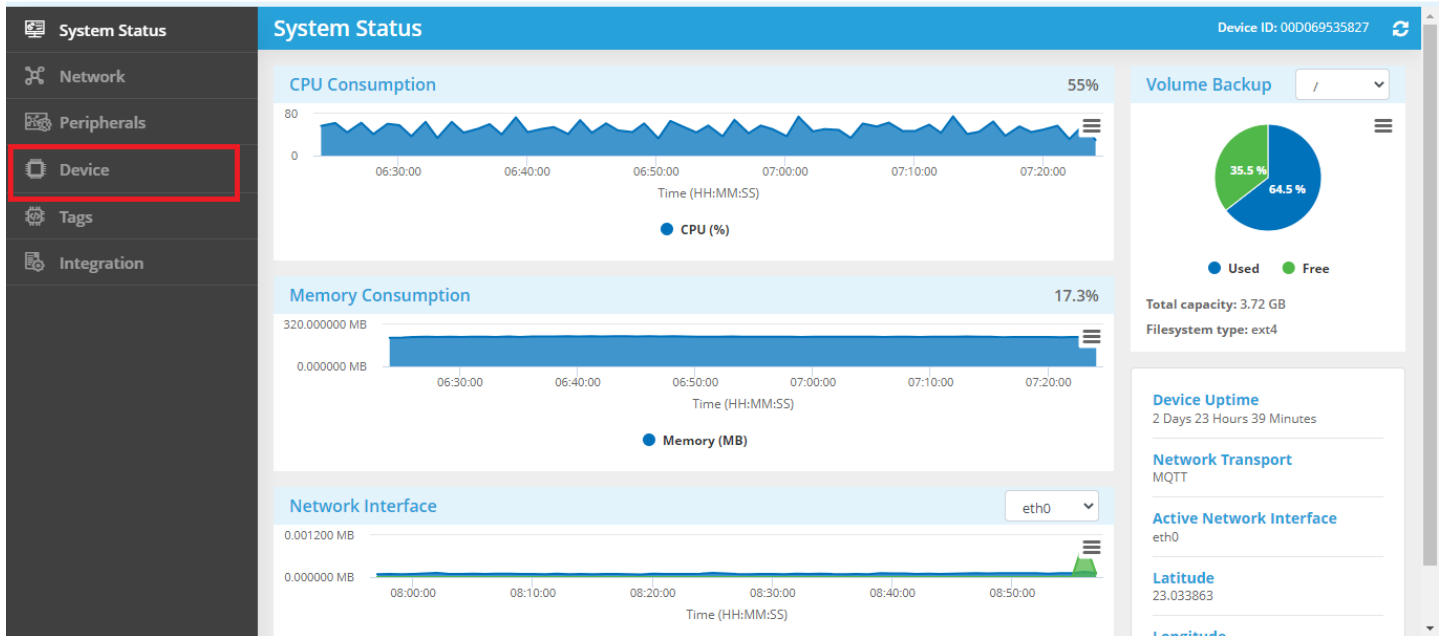 System Status
Network
Peripherals
Device
Tags
Integration
System Status
Device ID: 00D069535827
CPU Consumption
55%
80
0
06:30:00 06:40:00 06:50:00 07:00:00 07:10:00 07:20:00
Time (HH:MM:SS)
CPU (%)
Memory Consumption
17.3%
320.000000 MB
0.000000 MB
06:30:00 06:40:00 06:50:00 07:00:00 07:10:00 07:20:00
Time (HH:MM:SS)
Memory (MB)
Network Interface
eth0
0.001200 MB
0.000000 MB
08:00:00 08:10:00 08:20:00 08:30:00 08:40:00 08:50:00
Time (HH:MM:SS)
Volume Backup
/
35.5 %
64.5 %
Used Free
Total capacity: 3.72 GB
Filesystem type: ext4
Device Uptime
2 Days 23 Hours 39 Minutes
Network Transport
MQTT
Active Network Interface
eth0
Latitude
23.033863